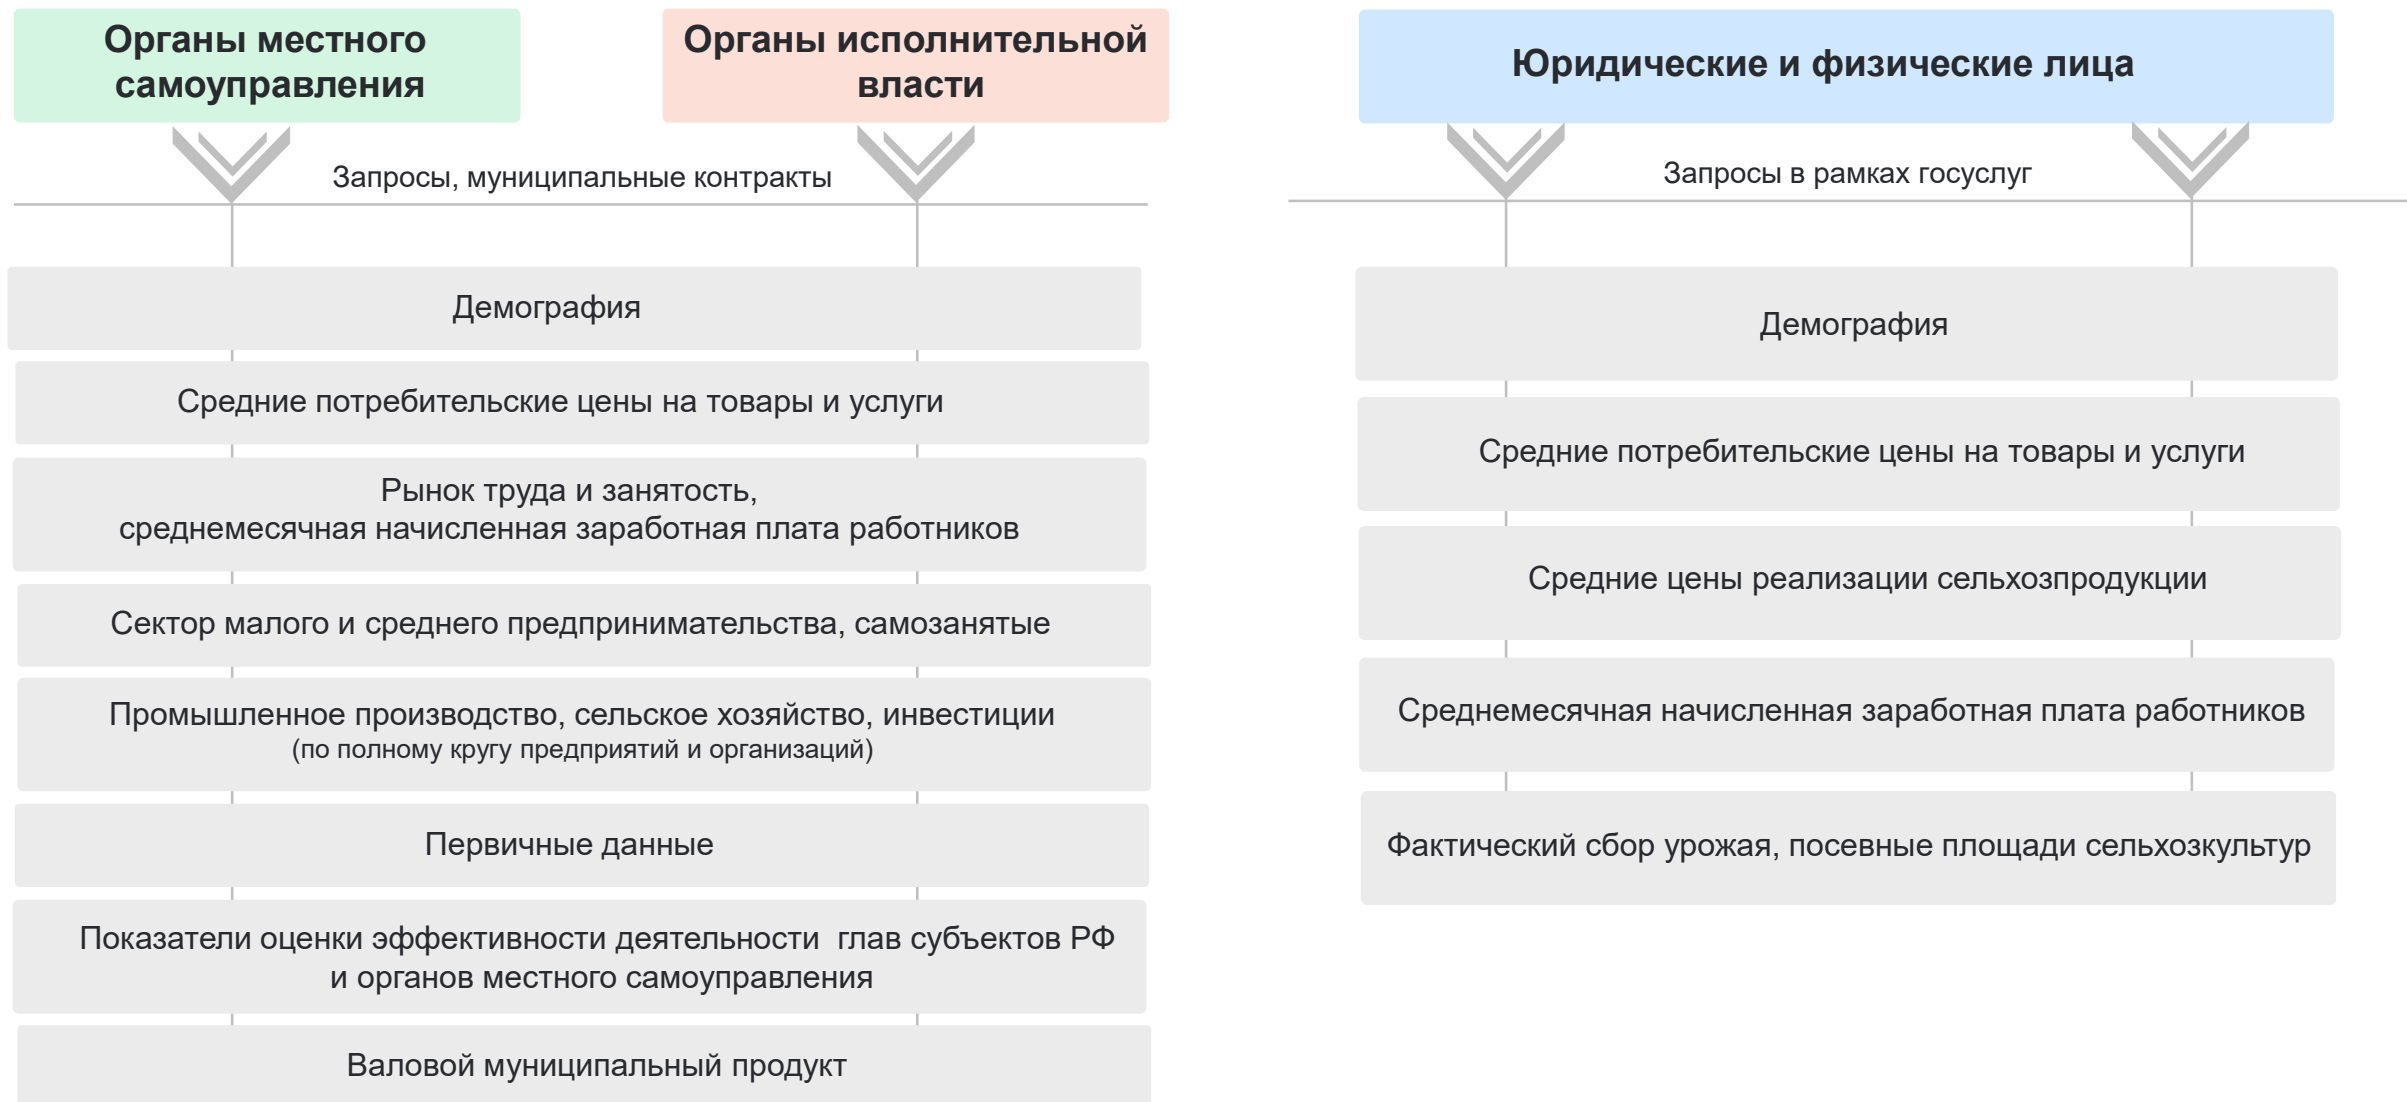 Органы местного
самоуправления
Органы исполнительной
власти
Запросы, муниципальные контракты
Демография
Средние потребительские цены на товары и услуги
Рынок труда и занятость,
среднемесячная начисленная заработная плата работников
Сектор малого и среднего предпринимательства, самозанятые
Промышленное производство, сельское хозяйство, инвестиции
(по полному кругу предприятий и организаций)
Первичные данные
Показатели оценки эффективности деятельности глав субъектов РФ
и органов местного самоуправления
Валовой муниципальный продукт
Юридические и физические лица
Запросы в рамках госуслуг
Демография
Средние потребительские цены на товары и услуги
Средние цены реализации сельхозпродукции
Среднемесячная начисленная заработная плата работников
Фактический сбор урожая, посевные площади сельхозкультур